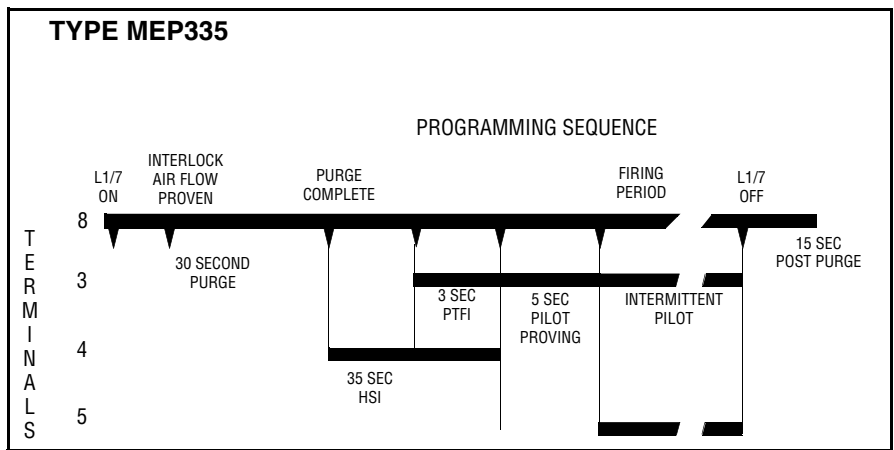 TYPE MEP335
PROGRAMMING SEQUENCE
L1/7
ON
INTERLOCK
AIR FLOW
PROVEN
PURGE
COMPLETE
FIRING
PERIOD
L1/7
OFF
TERMINALS
8
30 SECOND
PURGE
15 SEC
POST PURGE
3
3 SEC
PTFI
5 SEC
PILOT
PROVING
INTERMITTENT
PILOT
4
35 SEC
HSI
5